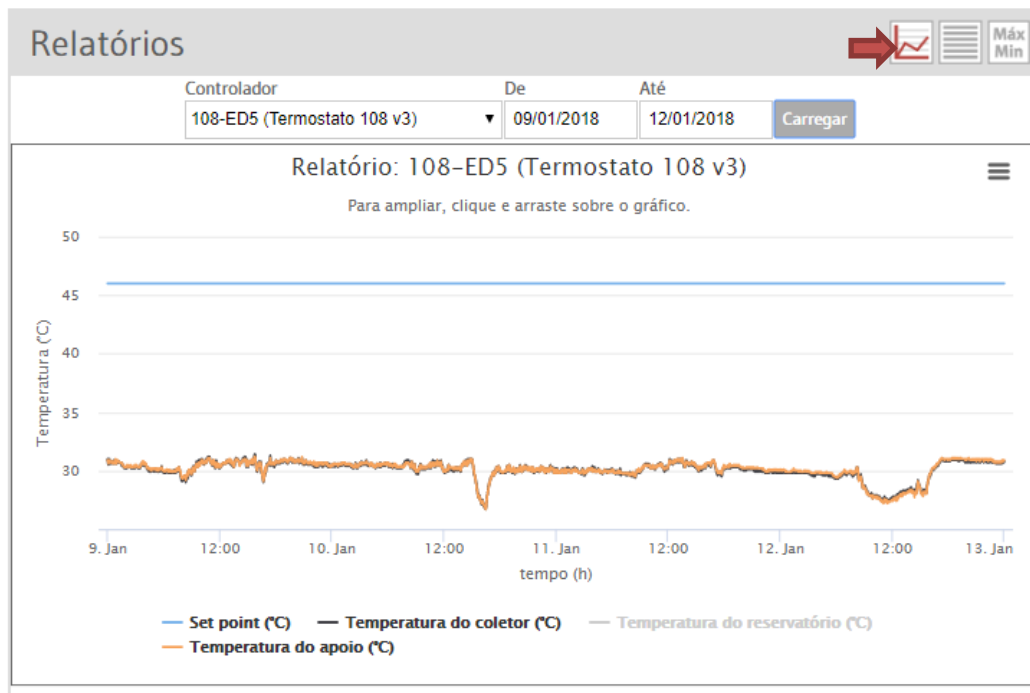 Relatórios
Máx
Min
Controlador De Até
108-ED5 (Termostato 108 v3) 09/01/2018 12/01/2018 Carregar
Relatório: 108-ED5 (Termostato 108 v3)
Para ampliar, clique e arraste sobre o gráfico.
Temperatura (°C)
50
45
40
35
30
9. Jan 12:00 10. Jan 12:00 11. Jan 12:00 12. Jan 12:00 13. Jan
tempo (h)
Set point (°C) Temperatura do coletor (°C) Temperatura do reservatório (°C)
Temperatura do apoio (°C)